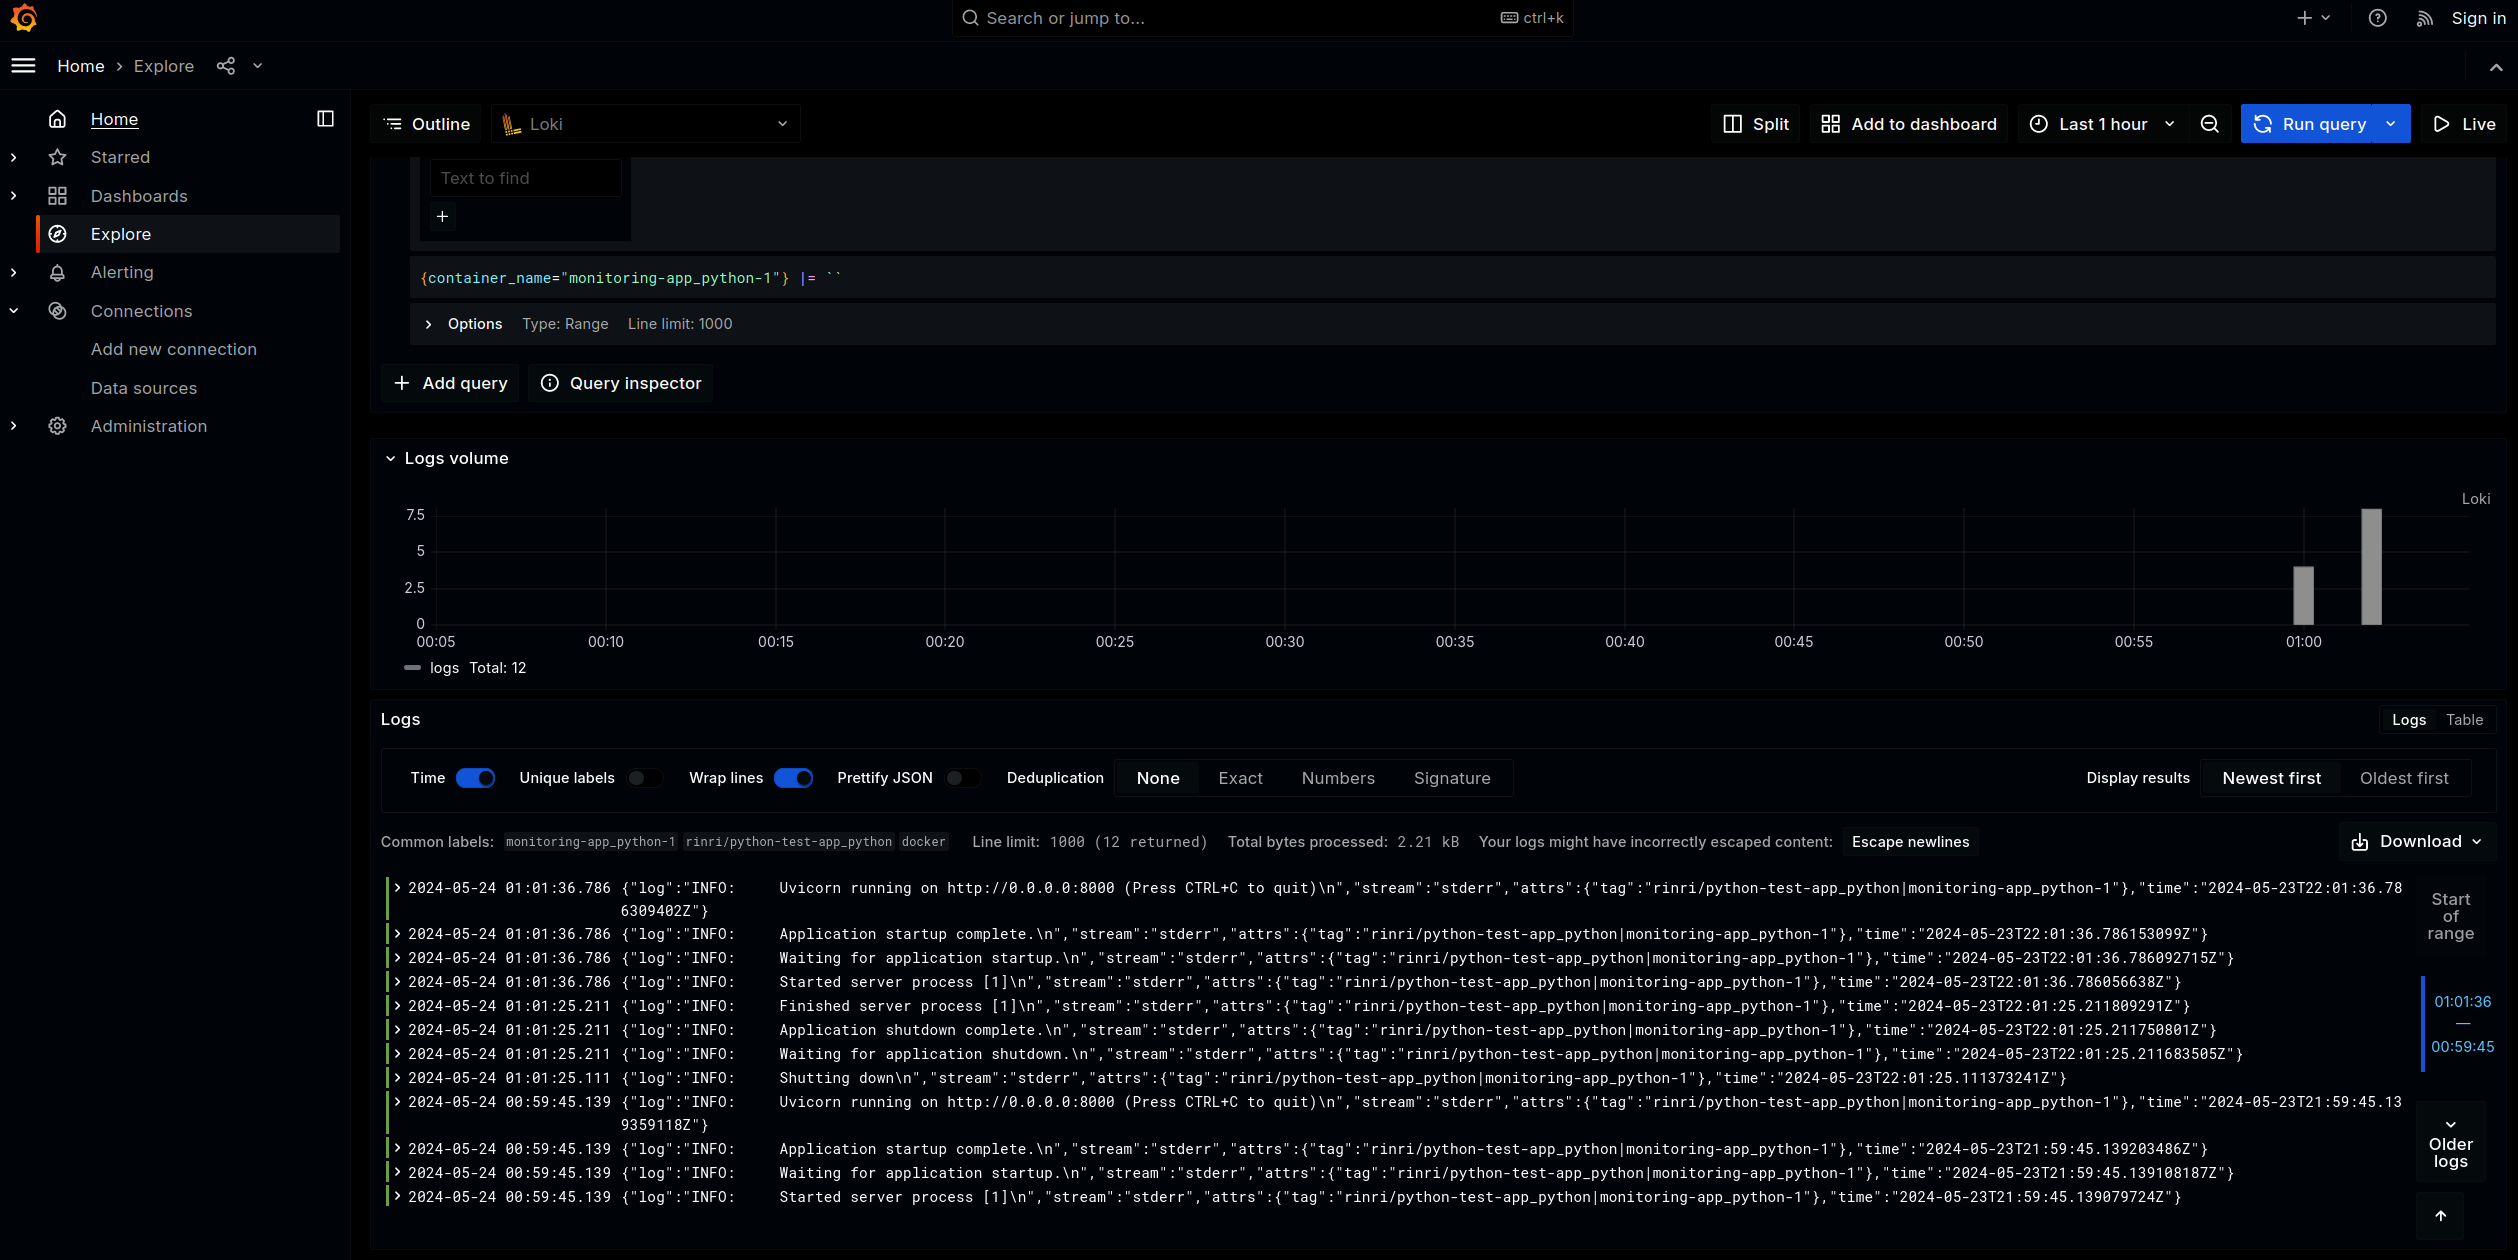 Search or jump to...
ctrl+k
Sign in
Home
Explore
Home
Starred
Dashboards
Explore
Alerting
Connections
Add new connection
Data sources
Administration
Outline
Loki
Split
Add to dashboard
Last 1 hour
Run query
Live
Text to find
{container_name="monitoring-app_python-1"} |= ``
Options Type: Range Line limit: 1000
Add query
Query inspector
Logs volume
Loki
7.5
5
2.5
0
00:05 00:10 00:15 00:20 00:25 00:30 00:35 00:40 00:45 00:50 00:55 01:00
logs Total: 12
Logs
Logs Table
Time Unique labels Wrap lines Prettify JSON Deduplication None Exact Numbers Signature
Display results Newest first Oldest first
Common labels: monitoring-app_python-1 rinri/python-test-app_python docker Line limit: 1000 (12 returned) Total bytes processed: 2.21 kB Your logs might have incorrectly escaped content: Escape newlines
Download
2024-05-24 01:01:36.786 {"log":"INFO:     Uvicorn running on http://0.0.0.0:8000 (Press CTRL+C to quit)\n","stream":"stderr","attrs":{"tag":"rinri/python-test-app_python|monitoring-app_python-1"},"time":"2024-05-23T22:01:36.78
6309402Z"}
2024-05-24 01:01:36.786 {"log":"INFO:     Application startup complete.\n","stream":"stderr","attrs":{"tag":"rinri/python-test-app_python|monitoring-app_python-1"},"time":"2024-05-23T22:01:36.786153099Z"}
2024-05-24 01:01:36.786 {"log":"INFO:     Waiting for application startup.\n","stream":"stderr","attrs":{"tag":"rinri/python-test-app_python|monitoring-app_python-1"},"time":"2024-05-23T22:01:36.786092715Z"}
2024-05-24 01:01:36.786 {"log":"INFO:     Started server process [1]\n","stream":"stderr","attrs":{"tag":"rinri/python-test-app_python|monitoring-app_python-1"},"time":"2024-05-23T22:01:36.786056638Z"}
2024-05-24 01:01:25.211 {"log":"INFO:     Finished server process [1]\n","stream":"stderr","attrs":{"tag":"rinri/python-test-app_python|monitoring-app_python-1"},"time":"2024-05-23T22:01:25.211809291Z"}
2024-05-24 01:01:25.211 {"log":"INFO:     Application shutdown complete.\n","stream":"stderr","attrs":{"tag":"rinri/python-test-app_python|monitoring-app_python-1"},"time":"2024-05-23T22:01:25.211750801Z"}
2024-05-24 01:01:25.211 {"log":"INFO:     Waiting for application shutdown.\n","stream":"stderr","attrs":{"tag":"rinri/python-test-app_python|monitoring-app_python-1"},"time":"2024-05-23T22:01:25.211683505Z"}
2024-05-24 01:01:25.111 {"log":"INFO:     Shutting down\n","stream":"stderr","attrs":{"tag":"rinri/python-test-app_python|monitoring-app_python-1"},"time":"2024-05-23T22:01:25.111373241Z"}
2024-05-24 00:59:45.139 {"log":"INFO:     Uvicorn running on http://0.0.0.0:8000 (Press CTRL+C to quit)\n","stream":"stderr","attrs":{"tag":"rinri/python-test-app_python|monitoring-app_python-1"},"time":"2024-05-23T21:59:45.13
9359118Z"}
2024-05-24 00:59:45.139 {"log":"INFO:     Application startup complete.\n","stream":"stderr","attrs":{"tag":"rinri/python-test-app_python|monitoring-app_python-1"},"time":"2024-05-23T21:59:45.139203486Z"}
2024-05-24 00:59:45.139 {"log":"INFO:     Waiting for application startup.\n","stream":"stderr","attrs":{"tag":"rinri/python-test-app_python|monitoring-app_python-1"},"time":"2024-05-23T21:59:45.139108187Z"}
2024-05-24 00:59:45.139 {"log":"INFO:     Started server process [1]\n","stream":"stderr","attrs":{"tag":"rinri/python-test-app_python|monitoring-app_python-1"},"time":"2024-05-23T21:59:45.139079724Z"}
Start
of
range
01:01:36
—
00:59:45
Older
logs